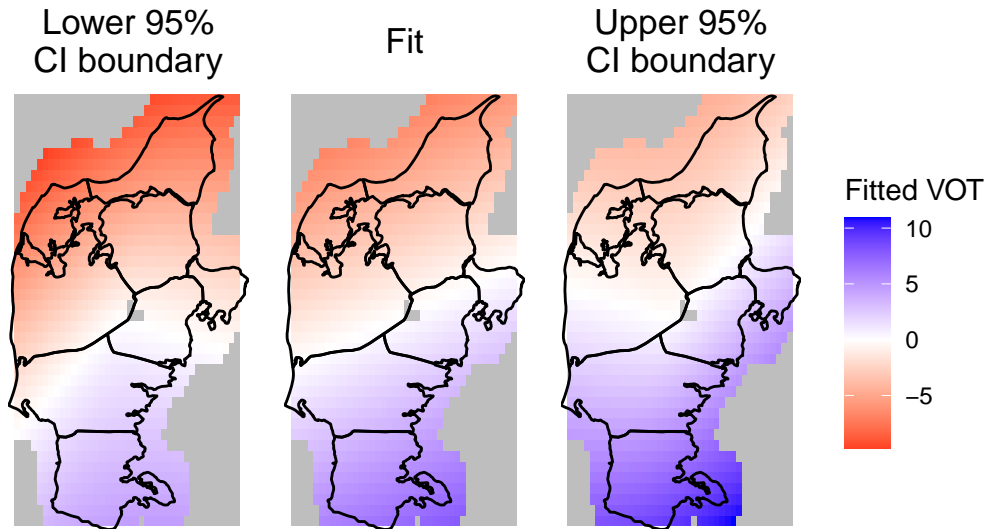 Lower 95%
CI boundary
Fit
Upper 95%
CI boundary
Fitted VOT
10
5
0
−5